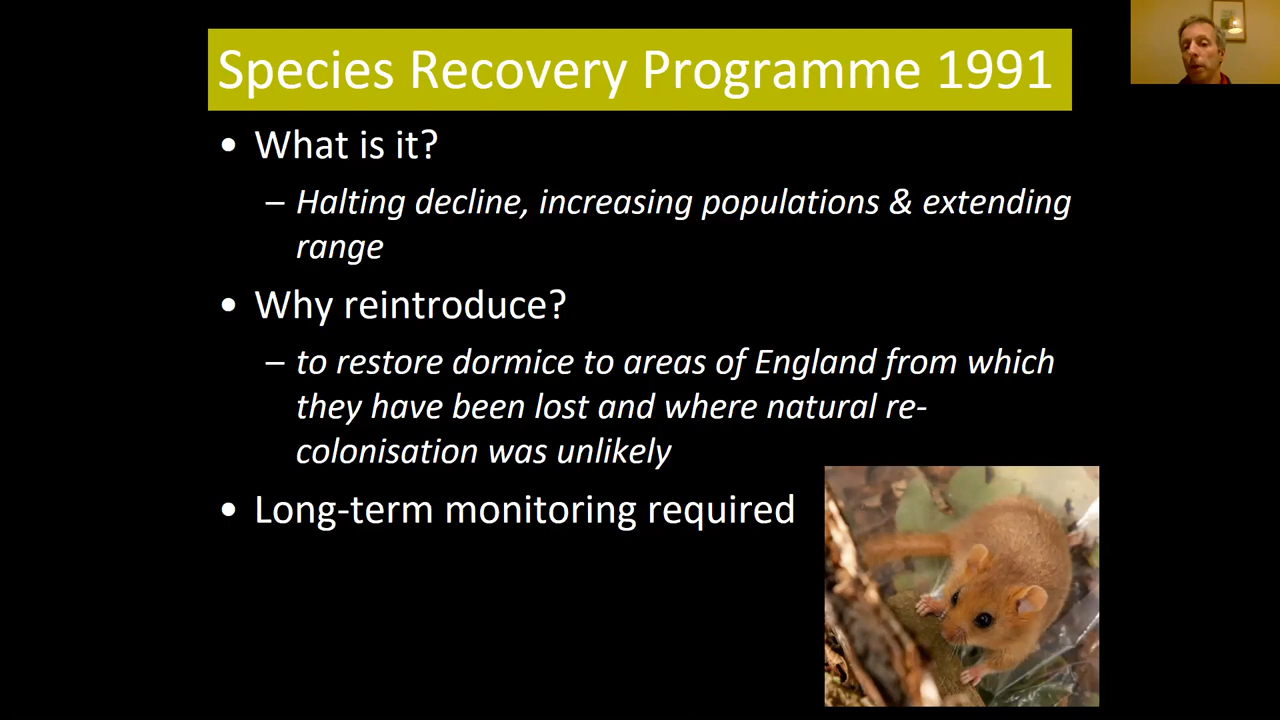 Species Recovery Programme 1991
• What is it?
– Halting decline, increasing populations & extending
range
• Why reintroduce?
– to restore dormice to areas of England from which
they have been lost and where natural re-
colonisation was unlikely
• Long-term monitoring required